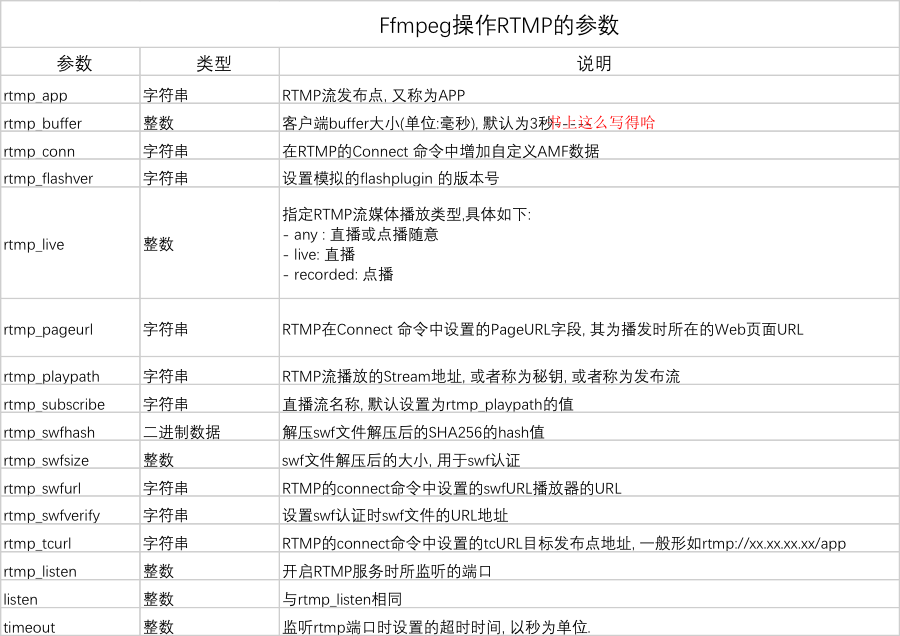 Ffmpeg操作RTMP的参数
参数 类型 说明
rtmp_app 字符串 RTMP流发布点, 又称为APP
rtmp_buffer 整数 客户端buffer大小(单位:毫秒), 默认为3秒 书上这么写得哈
rtmp_conn 字符串 在RTMP的Connect 命令中增加自定义AMF数据
rtmp_flashver 字符串 设置模拟的flashplugin 的版本号
rtmp_live 整数 指定RTMP流媒体播放类型,具体如下:
- any : 直播或点播随意
- live: 直播
- recorded: 点播
rtmp_pageurl 字符串 RTMP在Connect 命令中设置的PageURL字段, 其为播发时所在的Web页面URL
rtmp_playpath 字符串 RTMP流播放的Stream地址, 或者称为秘钥, 或者称为发布流
rtmp_subscribe 字符串 直播流名称, 默认设置为rtmp_playpath的值
rtmp_swfhash 二进制数据 解压swf文件解压后的SHA256的hash值
rtmp_swfsize 整数 swf文件解压后的大小, 用于swf认证
rtmp_swfurl 字符串 RTMP的connect命令中设置的swfURL播放器的URL
rtmp_swfverify 字符串 设置swf认证时swf文件的URL地址
rtmp_tcurl 字符串 RTMP的connect命令中设置的tcURL目标发布点地址, 一般形如rtmp://xx.xx.xx.xx/app
rtmp_listen 整数 开启RTMP服务时所监听的端口
listen 整数 与rtmp_listen相同
timeout 整数 监听rtmp端口时设置的超时时间, 以秒为单位.